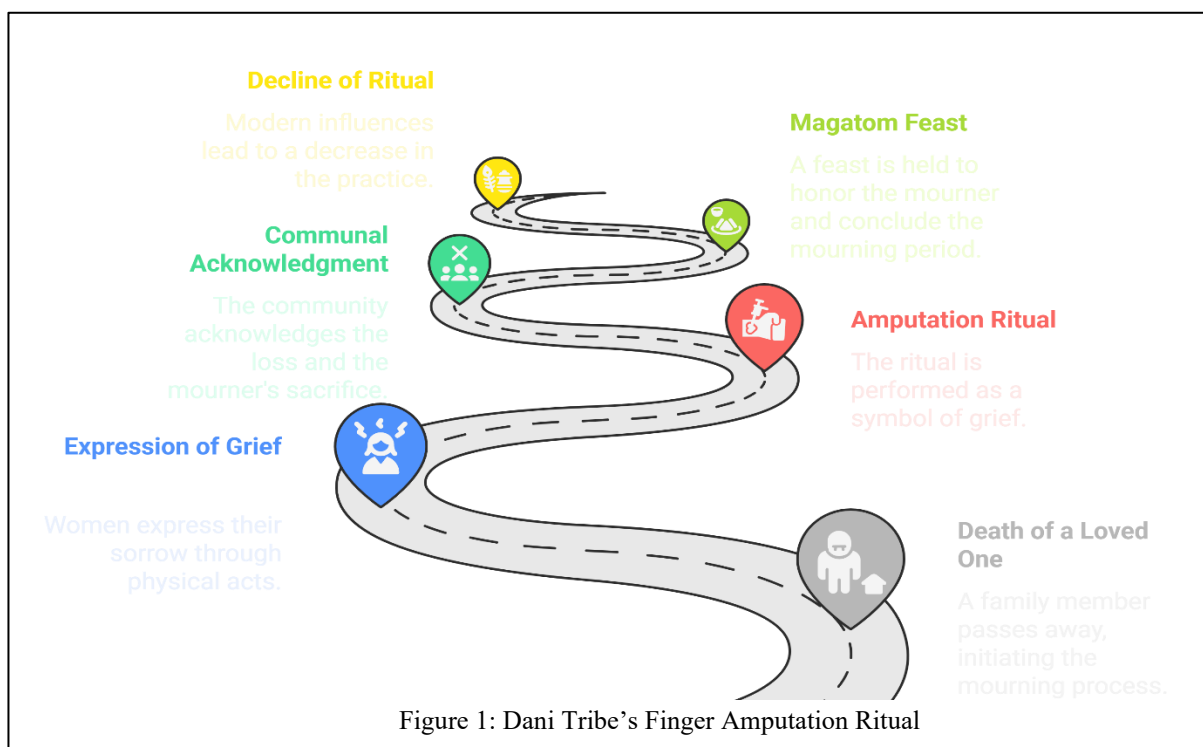 Decline of Ritual
Modern influences
lead to a decrease in
the practice.
Magatom Feast
A feast is held to
honor the mourner
and conclude the
mourning period.
Communal
Acknowledgment
The community
acknowledges the
loss and the
mourner's sacrifice.
Amputation Ritual
The ritual is
performed as a
symbol of grief.
Expression of Grief
Women express their
sorrow through
physical acts.
Death of a Loved
One
A family member
passes away,
initiating the
mourning process.
Figure 1: Dani Tribe’s Finger Amputation Ritual